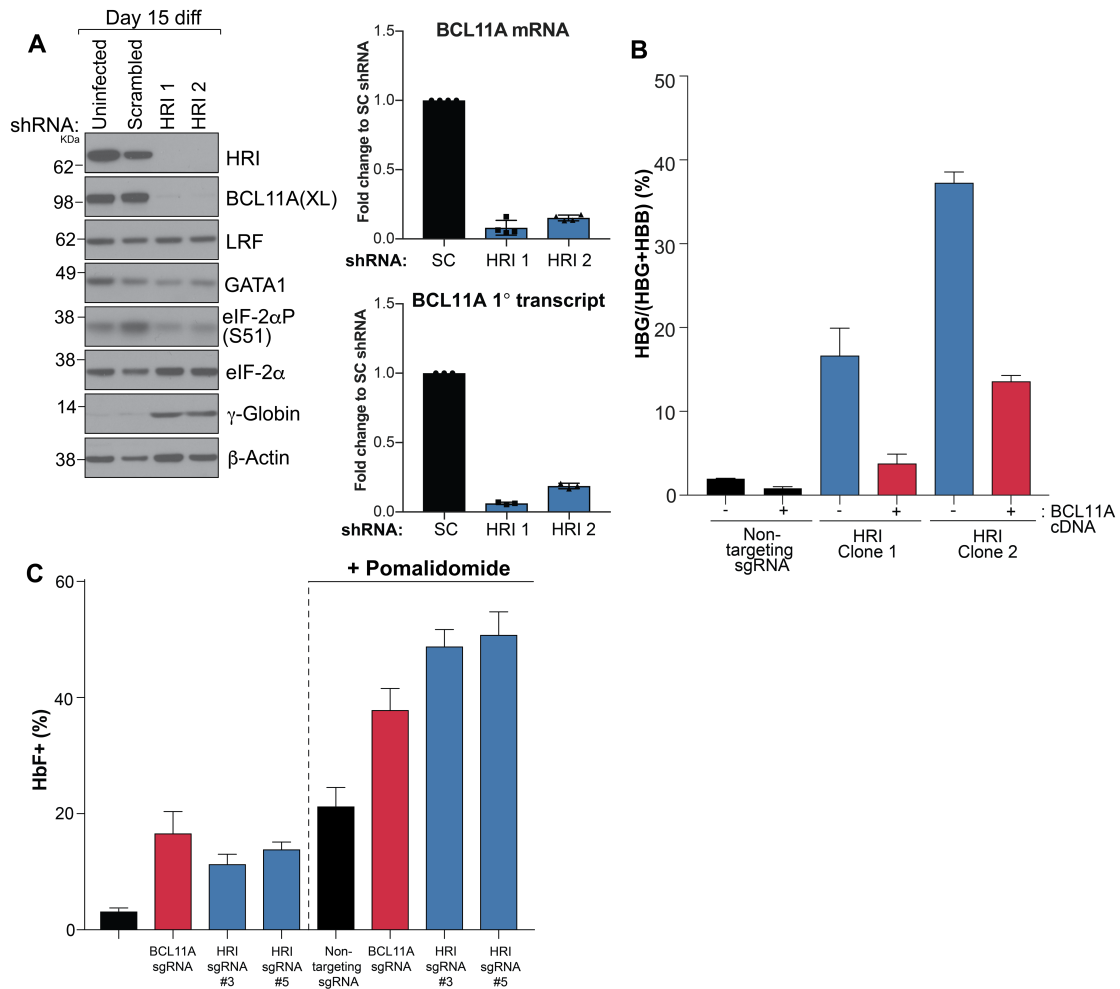 A
Day 15 diff
shRNA:
Uninfected
Scrambled
HRI 1
HRI 2
KDa
62
HRI
98
BCL11A(XL)
62
LRF
49
GATA1
38
eIF-2αP
(S51)
38
eIF-2α
14
γ-Globin
38
β-Actin
BCL11A mRNA
Fold change to SC shRNA
1.5
1.0
0.5
0.0
shRNA:
SC
HRI 1
HRI 2
BCL11A 1° transcript
Fold change to SC shRNA
1.5
1.0
0.5
0.0
shRNA:
SC
HRI 1
HRI 2
B
HBG/(HBG+HBB) (%)
50
40
30
20
10
0
- + - + - +
: BCL11A
cDNA
Non-
targeting
sgRNA
HRI
Clone 1
HRI
Clone 2
C
+ Pomalidomide
HbF+ (%)
60
40
20
0
BCL11A
sgRNA
HRI
sgRNA
#3
HRI
sgRNA
#5
Non-
targeting
sgRNA
BCL11A
sgRNA
HRI
sgRNA
#3
HRI
sgRNA
#5